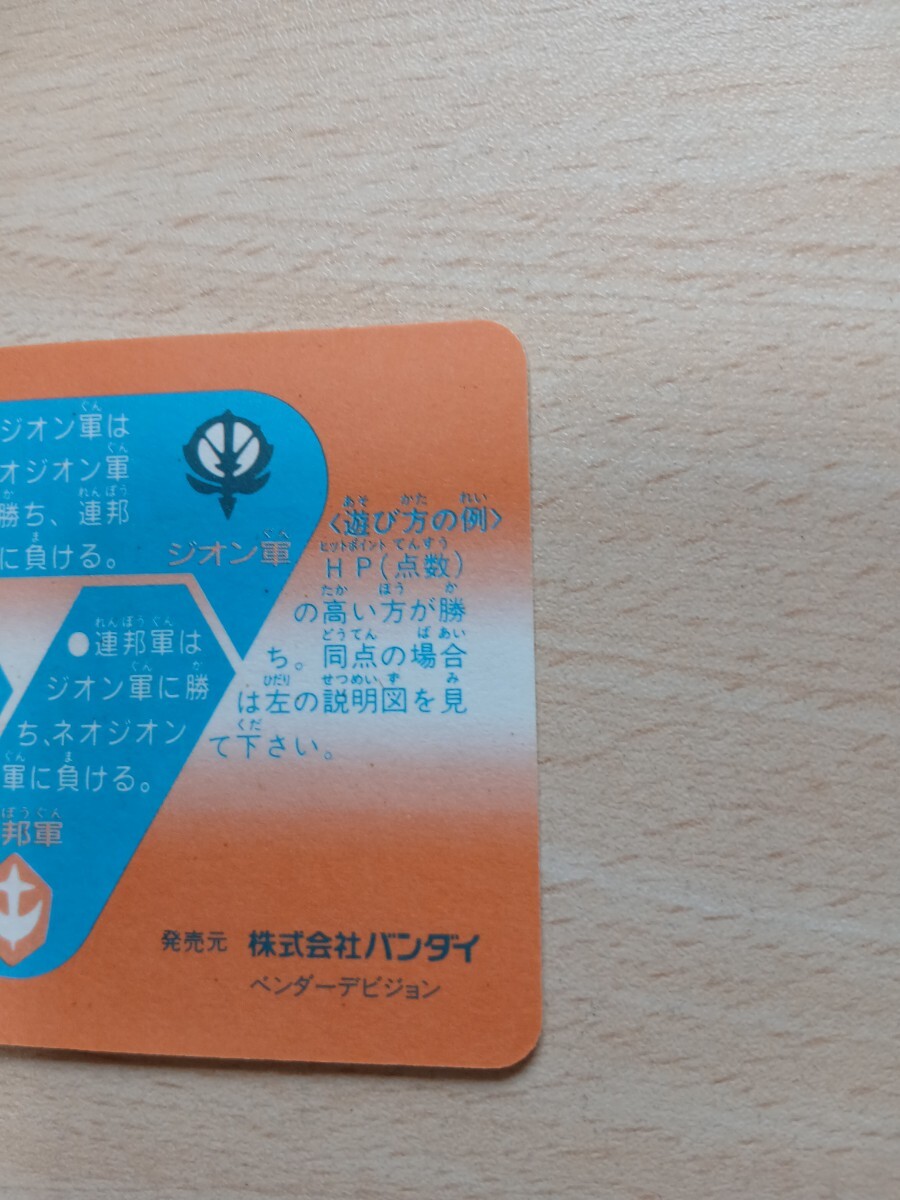 ジオン軍は
オジオン軍
勝ち、連邦
に負ける。
ジオン軍
〈遊び方の例〉
HP(点数)
の高い方が勝
ち。同点の場合
は左の説明図を見
て下さい。
●連邦軍は
ジオン軍に勝
ち、ネオジオン
軍に負ける。
邦軍
発売元 株式会社バンダイ
ベンダーデビジョン